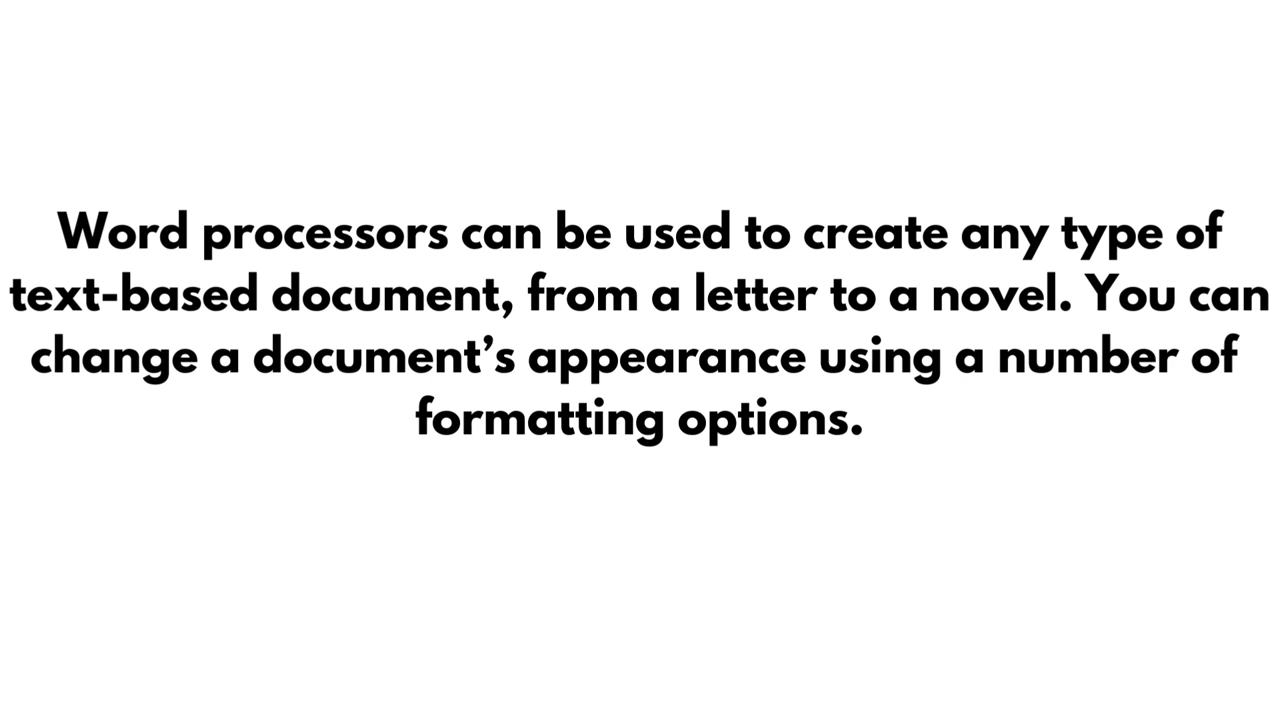 Word processors can be used to create any type of
text-based document, from a letter to a novel. You can
change a document’s appearance using a number of
formatting options.